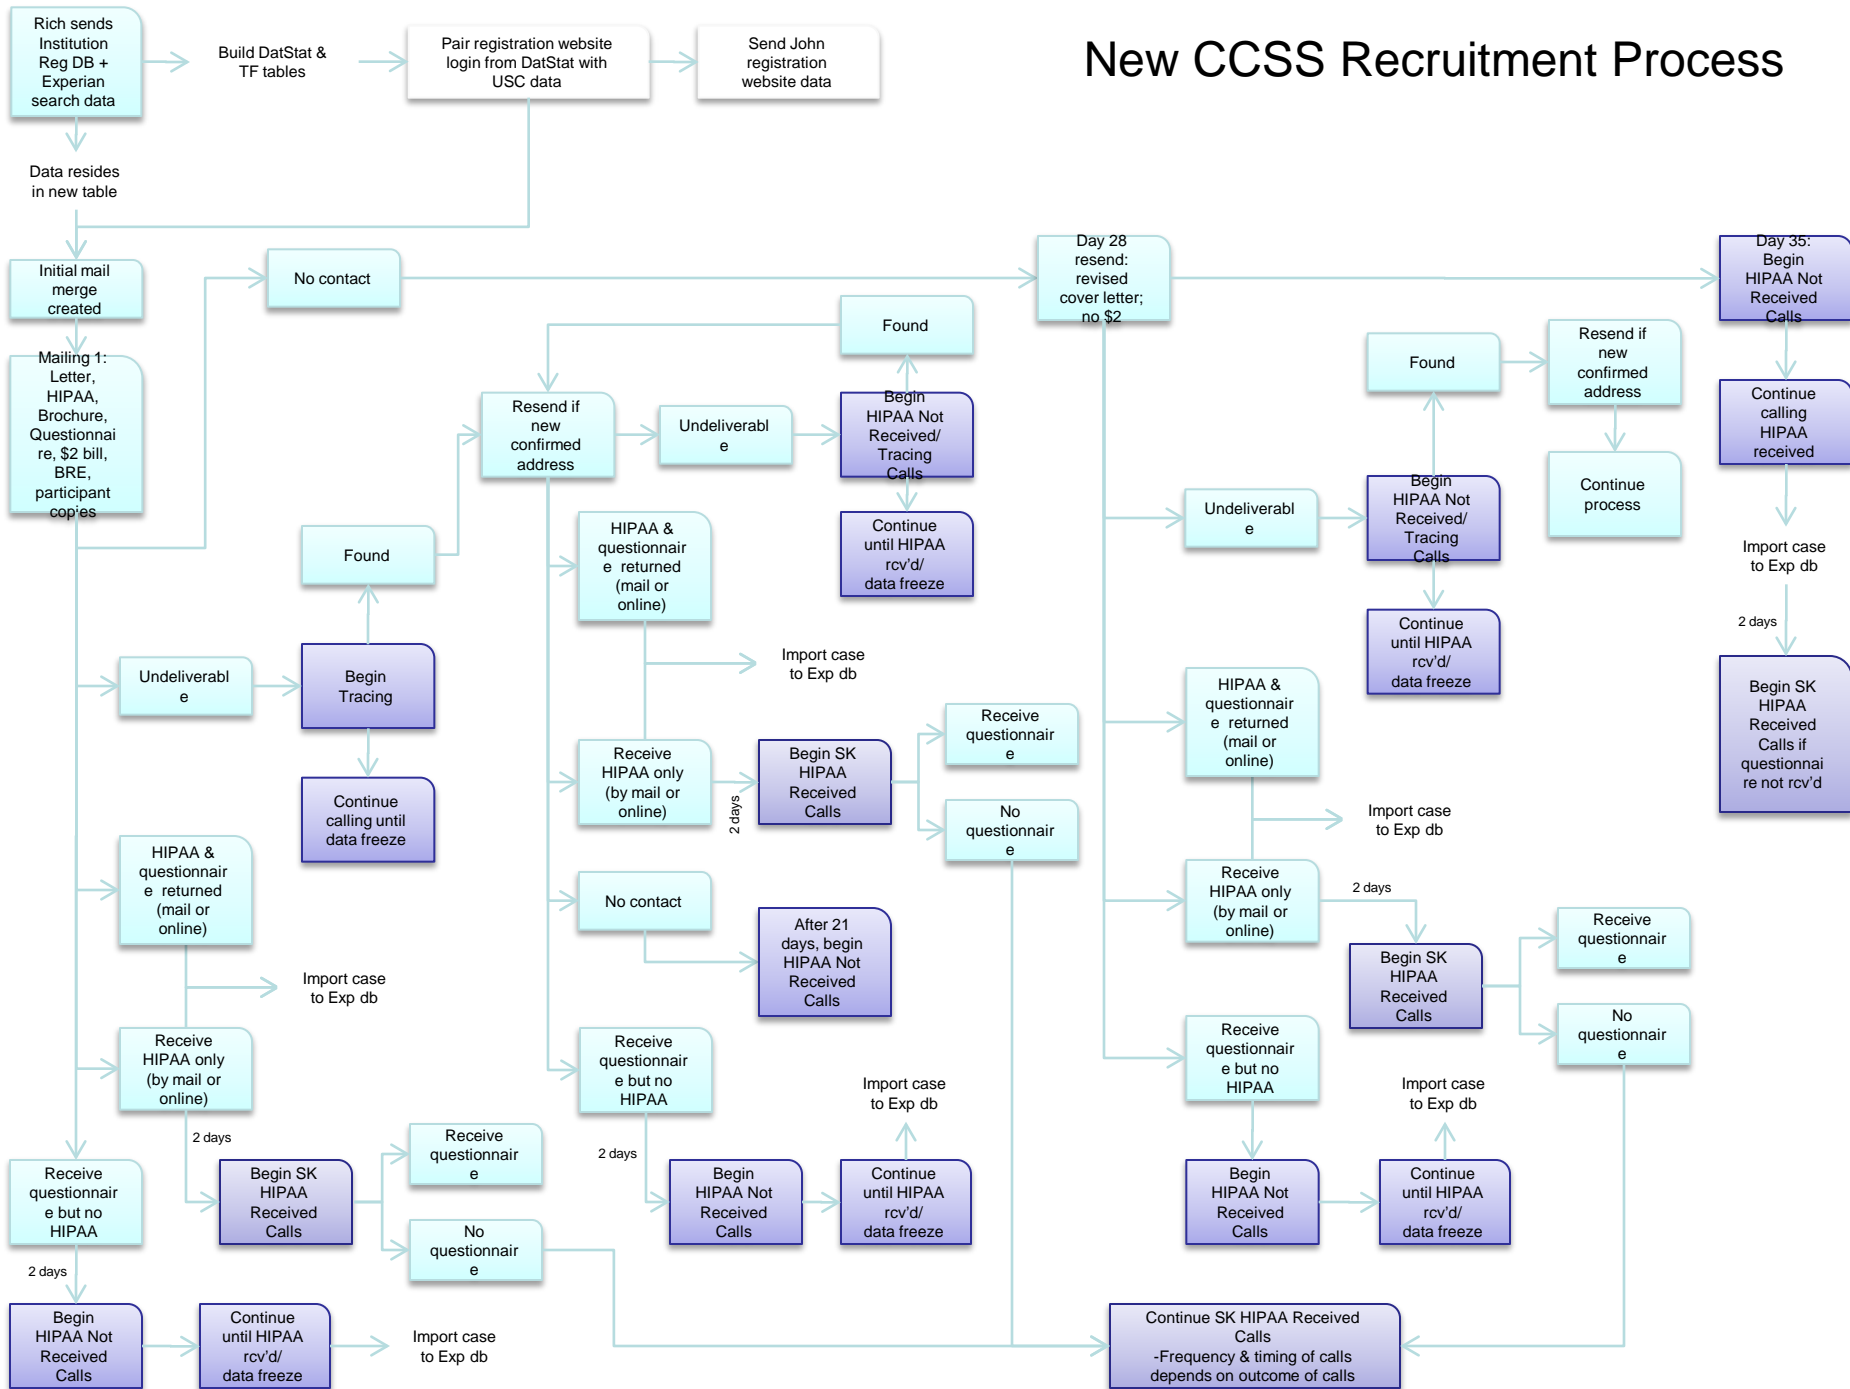 New CCSS Recruitment Process
Rich sends
Institution
Reg DB +
Experian
search data
Build DatStat &
TF tables
Pair registration website
login from DatStat with
USC data
Send John
registration
website data
Data resides
in new table
Initial mail
merge
created
No contact
Day 28
resend:
revised
cover letter;
no $2
Day 35:
Begin
HIPAA Not
Received
Calls
Mailing 1:
Letter,
HIPAA,
Brochure,
Questionnai
re, $2 bill,
BRE,
participant
copies
Found
Resend if
new
confirmed
address
Undeliverabl
e
Begin
HIPAA Not
Received/
Tracing
Calls
Continue
until HIPAA
rcv'd/
data freeze
Found
Resend if
new
confirmed
address
Continue
process
Continue
calling
HIPAA
received
Import case
to Exp db
2 days
Begin SK
HIPAA
Received
Calls if
questionnai
re not rcv'd
Undeliverabl
e
Begin
HIPAA Not
Received/
Tracing
Calls
Continue
until HIPAA
rcv'd/
data freeze
Found
Undeliverabl
e
Begin
Tracing
Continue
calling until
data freeze
HIPAA &
questionnair
e  returned
(mail or
online)
Import case
to Exp db
Receive
HIPAA only
(by mail or
online)
2 days
Begin SK
HIPAA
Received
Calls
Receive
questionnair
e
No
questionnair
e
No contact
After 21
days, begin
HIPAA Not
Received
Calls
Receive
questionnair
e but no
HIPAA
2 days
Begin
HIPAA Not
Received
Calls
Continue
until HIPAA
rcv'd/
data freeze
Import case
to Exp db
HIPAA &
questionnair
e  returned
(mail or
online)
Import case
to Exp db
Receive
HIPAA only
(by mail or
online)
2 days
Begin SK
HIPAA
Received
Calls
Receive
questionnair
e
No
questionnair
e
Receive
questionnair
e but no
HIPAA
Begin
HIPAA Not
Received
Calls
Continue
until HIPAA
rcv'd/
data freeze
Import case
to Exp db
HIPAA &
questionnair
e  returned
(mail or
online)
Import case
to Exp db
Receive
HIPAA only
(by mail or
online)
2 days
Begin SK
HIPAA
Received
Calls
Receive
questionnair
e
No
questionnair
e
Receive
questionnair
e but no
HIPAA
2 days
Begin
HIPAA Not
Received
Calls
Continue
until HIPAA
rcv'd/
data freeze
Import case
to Exp db
Continue SK HIPAA Received
Calls
-Frequency & timing of calls
depends on outcome of calls